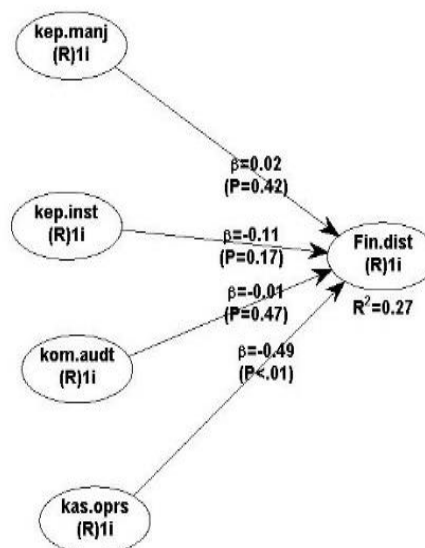 kep.manj
(R)1i
β=0.02
(P=0.42)
kep.inst
(R)1i
β=-0.11
(P=0.17)
Fin.dist
(R)1i
R²=0.27
kom.audt
(R)1i
β=-0.01
(P=0.47)
β=-0.49
(P<.01)
kas.oprs
(R)1i